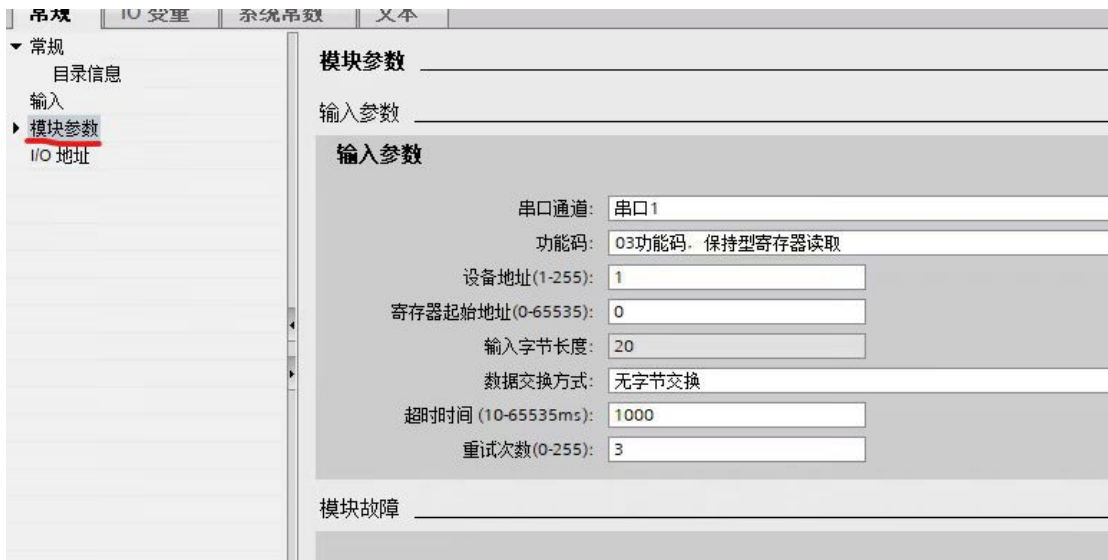 常规 IO 变量 系统常数 文本
常规
目录信息
输入
模块参数
I/O 地址
模块参数
输入参数
输入参数
串口通道: 串口1
功能码: 03功能码，保持型寄存器读取
设备地址(1-255): 1
寄存器起始地址(0-65535): 0
输入字节长度: 20
数据交换方式: 无字节交换
超时时间 (10-65535ms): 1000
重试次数(0-255): 3
模块故障